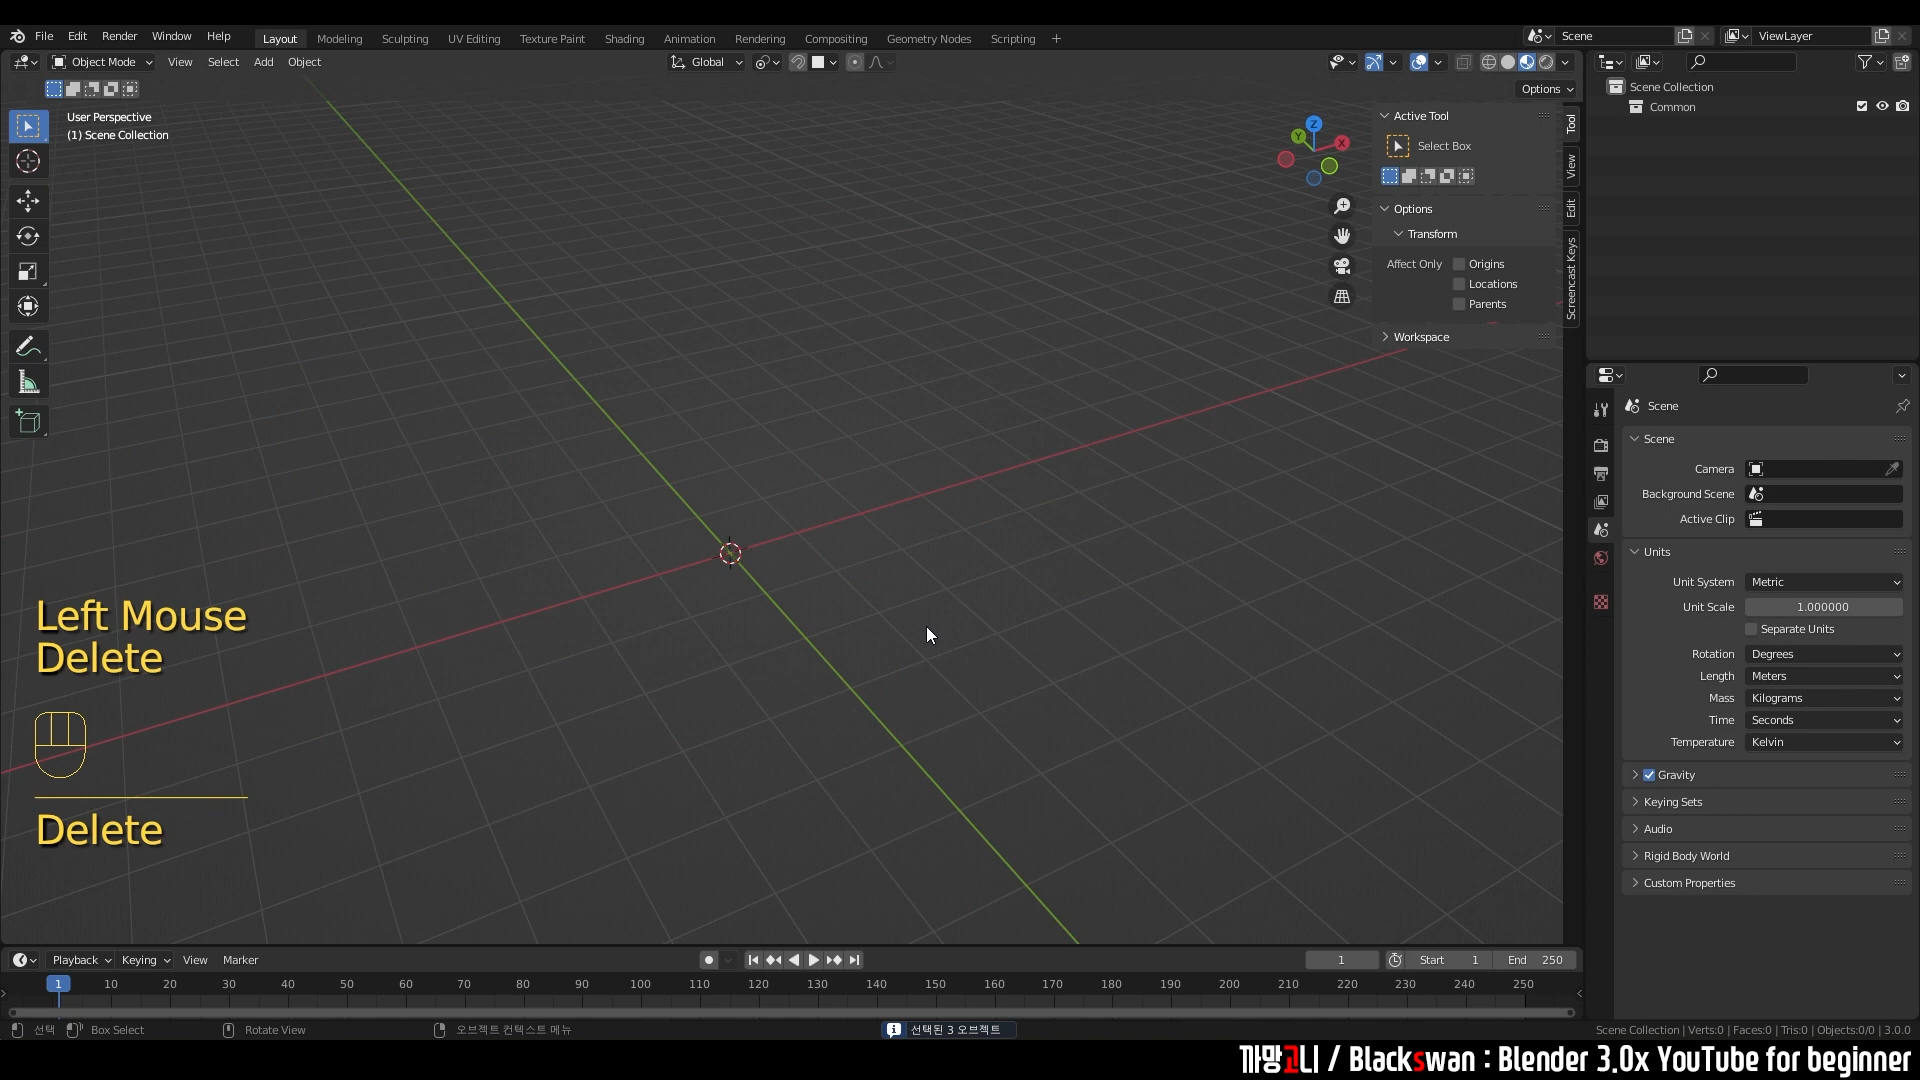 File Edit Render Window Help Layout Modeling Sculpting UV Editing Texture Paint Shading Animation Rendering Compositing Geometry Nodes Scripting + Scene ViewLayer
Object Mode View Select Add Object Global
Options
User Perspective
(1) Scene Collection
Z
Y
X
Active Tool
Select Box
Options
Transform
Affect Only Origins
Locations
Parents
Workspace
Tool
View
Edit
Screencast Keys
Scene Collection
Common
Scene
Scene
Camera
Background Scene
Active Clip
Units
Unit System Metric
Unit Scale 1.000000
Separate Units
Rotation Degrees
Length Meters
Mass Kilograms
Time Seconds
Temperature Kelvin
Gravity
Keying Sets
Audio
Rigid Body World
Custom Properties
Left Mouse
Delete
Delete
Playback Keying View Marker 1 Start 1 End 250
1 10 20 30 40 50 60 70 80 90 100 110 120 130 140 150 160 170 180 190 200 210 220 230 240 250
선택 Box Select Rotate View 오브젝트 컨텍스트 메뉴 선택된 3 오브젝트 Scene Collection | Verts:0 | Faces:0 | Tris:0 | Objects:0/0 | 3.0.0
까망고니 / Blackswan : Blender 3.0x YouTube for beginner